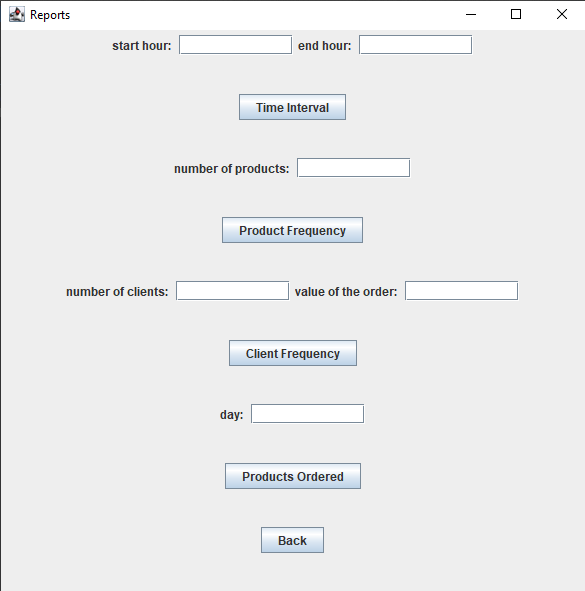 Reports
start hour: end hour:
Time Interval
number of products:
Product Frequency
number of clients: value of the order:
Client Frequency
day:
Products Ordered
Back